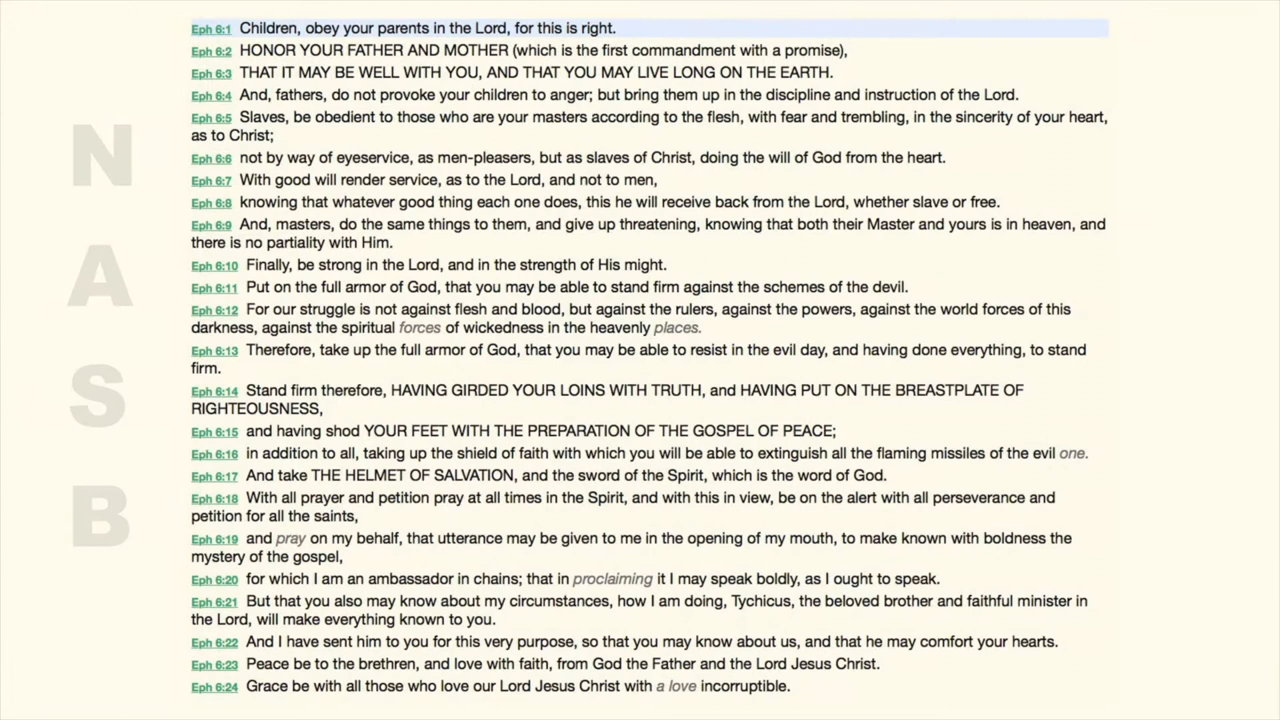 N
A
S
B
Eph 6:1 Children, obey your parents in the Lord, for this is right.
Eph 6:2 HONOR YOUR FATHER AND MOTHER (which is the first commandment with a promise),
Eph 6:3 THAT IT MAY BE WELL WITH YOU, AND THAT YOU MAY LIVE LONG ON THE EARTH.
Eph 6:4 And, fathers, do not provoke your children to anger; but bring them up in the discipline and instruction of the Lord.
Eph 6:5 Slaves, be obedient to those who are your masters according to the flesh, with fear and trembling, in the sincerity of your heart,
as to Christ;
Eph 6:6 not by way of eyeservice, as men-pleasers, but as slaves of Christ, doing the will of God from the heart.
Eph 6:7 With good will render service, as to the Lord, and not to men,
Eph 6:8 knowing that whatever good thing each one does, this he will receive back from the Lord, whether slave or free.
Eph 6:9 And, masters, do the same things to them, and give up threatening, knowing that both their Master and yours is in heaven, and
there is no partiality with Him.
Eph 6:10 Finally, be strong in the Lord, and in the strength of His might.
Eph 6:11 Put on the full armor of God, that you may be able to stand firm against the schemes of the devil.
Eph 6:12 For our struggle is not against flesh and blood, but against the rulers, against the powers, against the world forces of this
darkness, against the spiritual forces of wickedness in the heavenly places.
Eph 6:13 Therefore, take up the full armor of God, that you may be able to resist in the evil day, and having done everything, to stand
firm.
Eph 6:14 Stand firm therefore, HAVING GIRDED YOUR LOINS WITH TRUTH, and HAVING PUT ON THE BREASTPLATE OF
RIGHTEOUSNESS,
Eph 6:15 and having shod YOUR FEET WITH THE PREPARATION OF THE GOSPEL OF PEACE;
Eph 6:16 in addition to all, taking up the shield of faith with which you will be able to extinguish all the flaming missiles of the evil one.
Eph 6:17 And take THE HELMET OF SALVATION, and the sword of the Spirit, which is the word of God.
Eph 6:18 With all prayer and petition pray at all times in the Spirit, and with this in view, be on the alert with all perseverance and
petition for all the saints,
Eph 6:19 and pray on my behalf, that utterance may be given to me in the opening of my mouth, to make known with boldness the
mystery of the gospel,
Eph 6:20 for which I am an ambassador in chains; that in proclaiming it I may speak boldly, as I ought to speak.
Eph 6:21 But that you also may know about my circumstances, how I am doing, Tychicus, the beloved brother and faithful minister in
the Lord, will make everything known to you.
Eph 6:22 And I have sent him to you for this very purpose, so that you may know about us, and that he may comfort your hearts.
Eph 6:23 Peace be to the brethren, and love with faith, from God the Father and the Lord Jesus Christ.
Eph 6:24 Grace be with all those who love our Lord Jesus Christ with a love incorruptible.